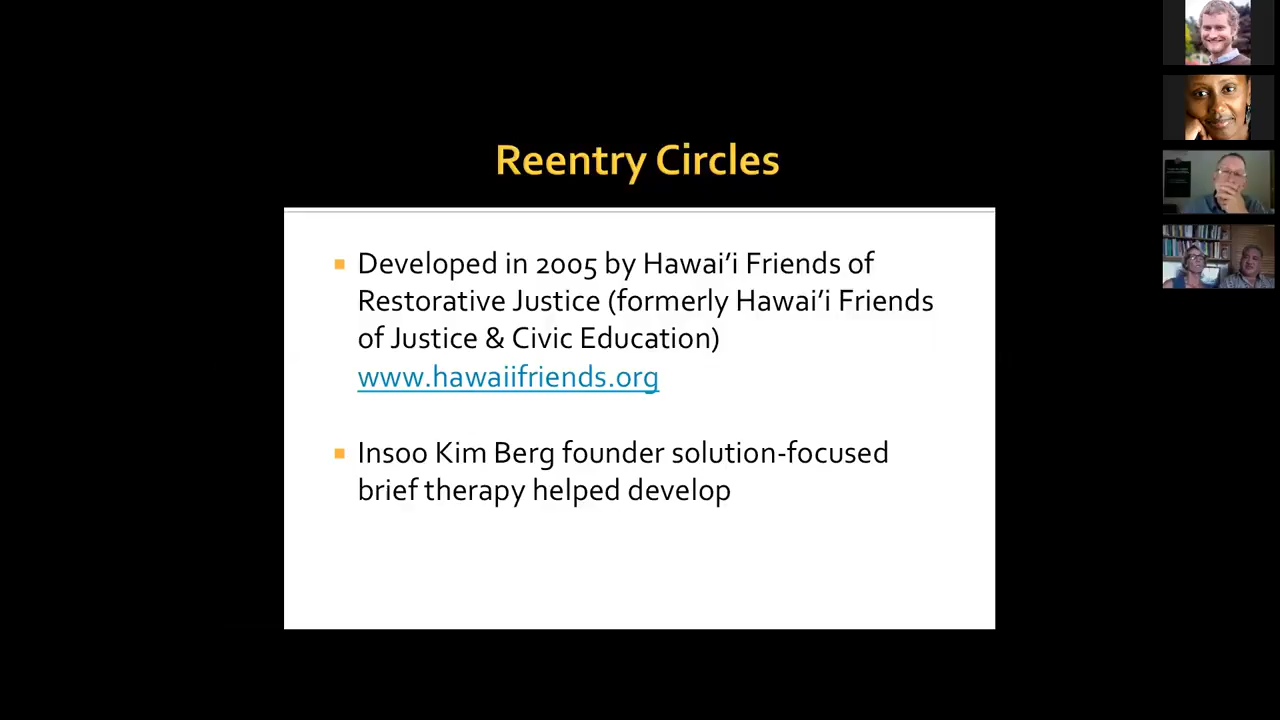 Reentry Circles
Developed in 2005 by Hawai’i Friends of
Restorative Justice (formerly Hawai’i Friends
of Justice & Civic Education)
www.hawaiifriends.org
Insoo Kim Berg founder solution-focused
brief therapy helped develop